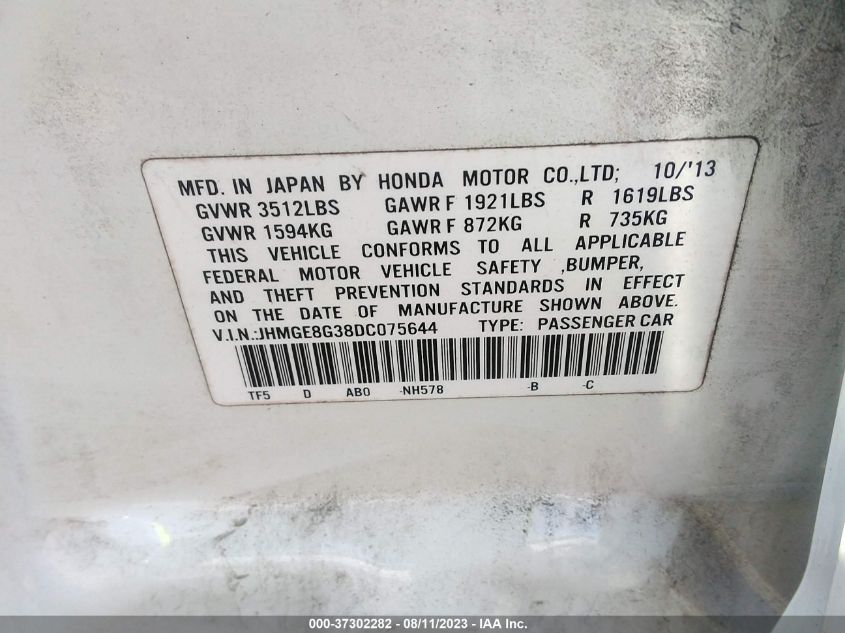 MFD. IN JAPAN BY HONDA MOTOR CO.,LTD; 10/'13
GVWR 3512LBS GAWR F 1921LBS R 1619LBS
GVWR 1594KG GAWR F 872KG R 735KG
THIS VEHICLE CONFORMS TO ALL APPLICABLE
FEDERAL MOTOR VEHICLE SAFETY ,BUMPER,
AND THEFT PREVENTION STANDARDS IN EFFECT
ON THE DATE OF MANUFACTURE SHOWN ABOVE.
V.I.N.:JHMGE8G38DC075644 TYPE: PASSENGER CAR
TF5 D AB0 -NH578 -B -C
000-37302282 - 08/11/2023 - IAA Inc.